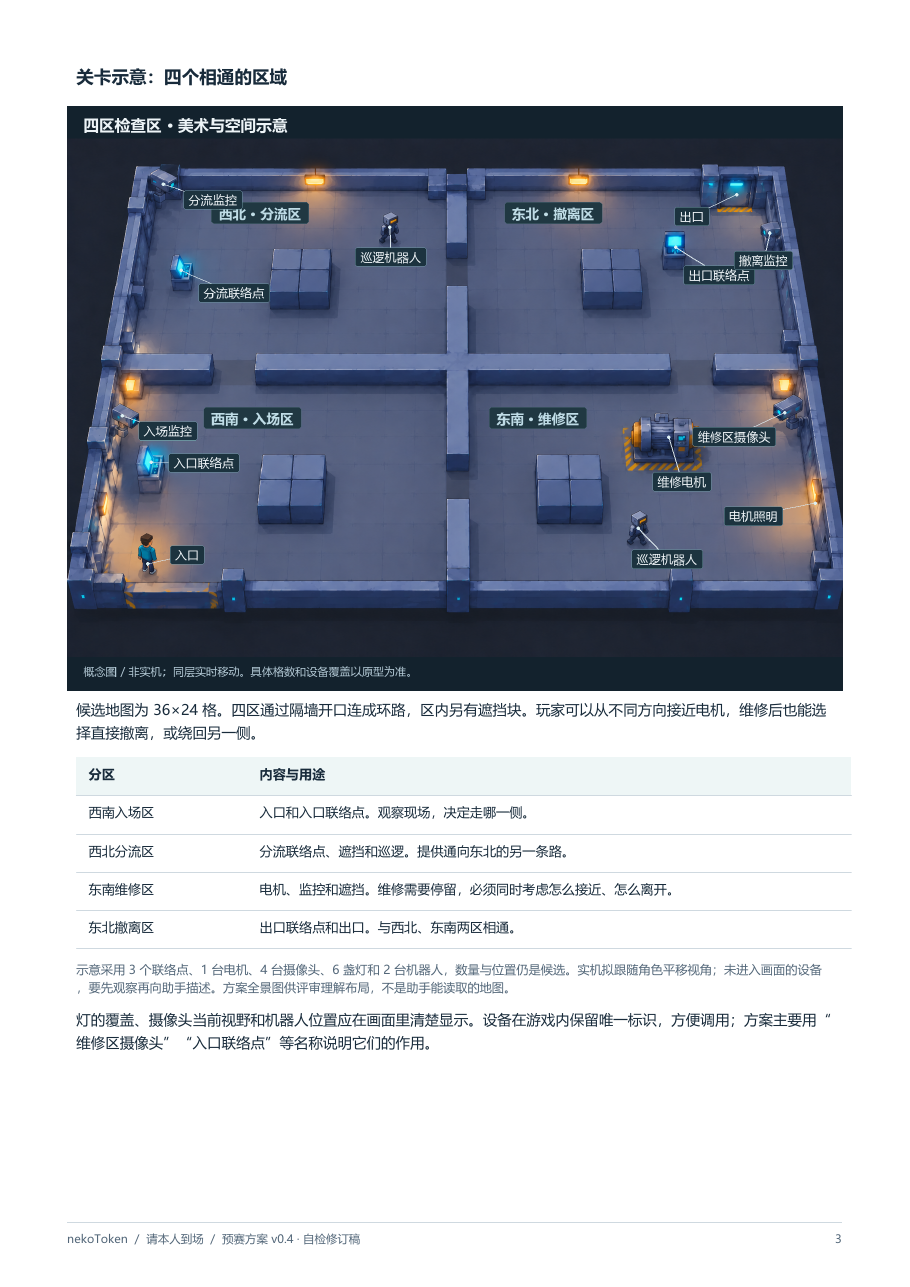 关卡示意：四个相通的区域
四区检查区 • 美术与空间示意
分流监控
西北 • 分流区
巡逻机器人
分流联络点
东北 • 撤离区
出口
撤离监控
出口联络点
西南 • 入场区
入场监控
入口联络点
入口
东南 • 维修区
维修区摄像头
维修电机
电机照明
巡逻机器人
概念图 / 非实机；同层实时移动。具体格数和设备覆盖以原型为准。
候选地图为 36×24 格。四区通过隔墙开口连成环路，区内另有遮挡块。玩家可以从不同方向接近电机，维修后也能选
择直接撤离，或绕回另一侧。
分区 内容与用途
西南入场区 入口和入口联络点。观察现场，决定走哪一侧。
西北分流区 分流联络点、遮挡和巡逻。提供通向东北的另一条路。
东南维修区 电机、监控和遮挡。维修需要停留，必须同时考虑怎么接近、怎么离开。
东北撤离区 出口联络点和出口。与西北、东南两区相通。
示意采用 3 个联络点、1 台电机、4 台摄像头、6 盏灯和 2 台机器人，数量与位置仍是候选。实机拟跟随角色平移视角；未进入画面的设备
，要先观察再向助手描述。方案全景图供评审理解布局，不是助手能读取的地图。
灯的覆盖、摄像头当前视野和机器人位置应在画面里清楚显示。设备在游戏内保留唯一标识，方便调用；方案主要用“
维修区摄像头”“入口联络点”等名称说明它们的作用。
nekoToken / 请本人到场 / 预赛方案 v0.4 · 自检修订稿 3